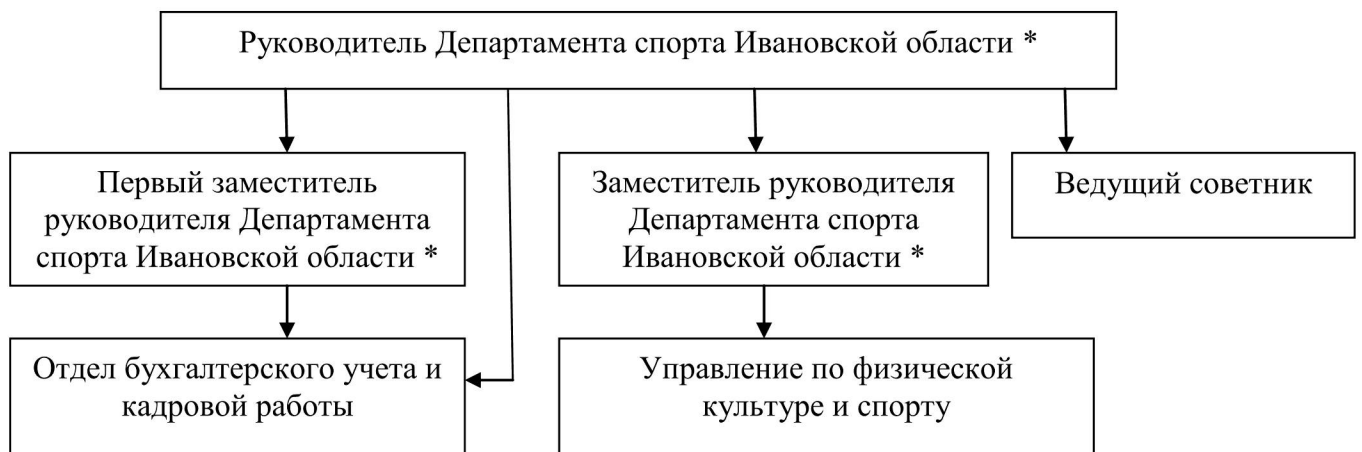 Руководитель Департамента спорта Ивановской области *
Первый заместитель
руководителя Департамента
спорта Ивановской области *
Заместитель руководителя
Департамента спорта
Ивановской области *
Ведущий советник
Отдел бухгалтерского учета и
кадровой работы
Управление по физической
культуре и спорту